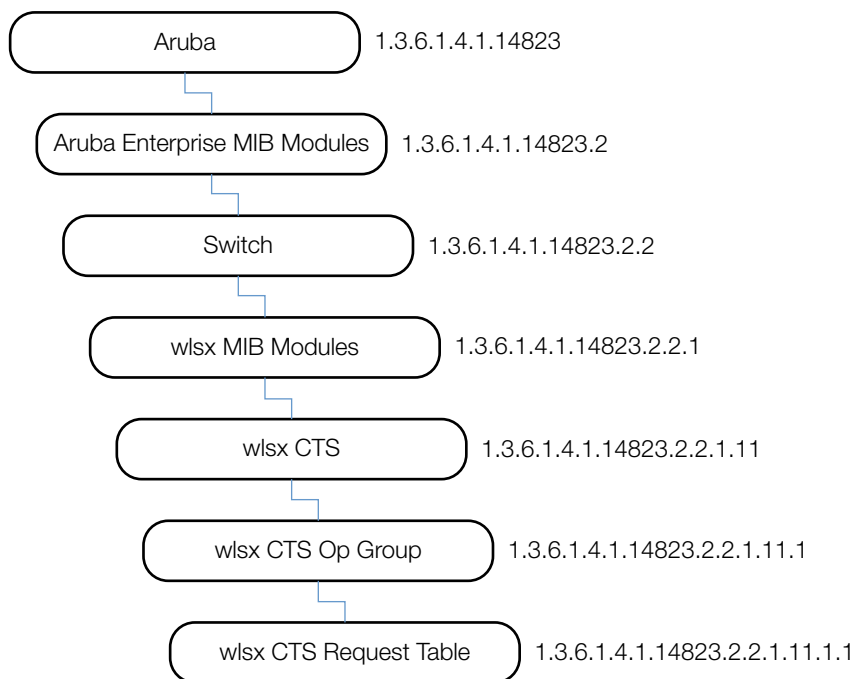 Aruba 1.3.6.1.4.1.14823
Aruba Enterprise MIB Modules 1.3.6.1.4.1.14823.2
Switch 1.3.6.1.4.1.14823.2.2
wlsx MIB Modules 1.3.6.1.4.1.14823.2.2.1
wlsx CTS 1.3.6.1.4.1.14823.2.2.1.11
wlsx CTS Op Group 1.3.6.1.4.1.14823.2.2.1.11.1
wlsx CTS Request Table 1.3.6.1.4.1.14823.2.2.1.11.1.1